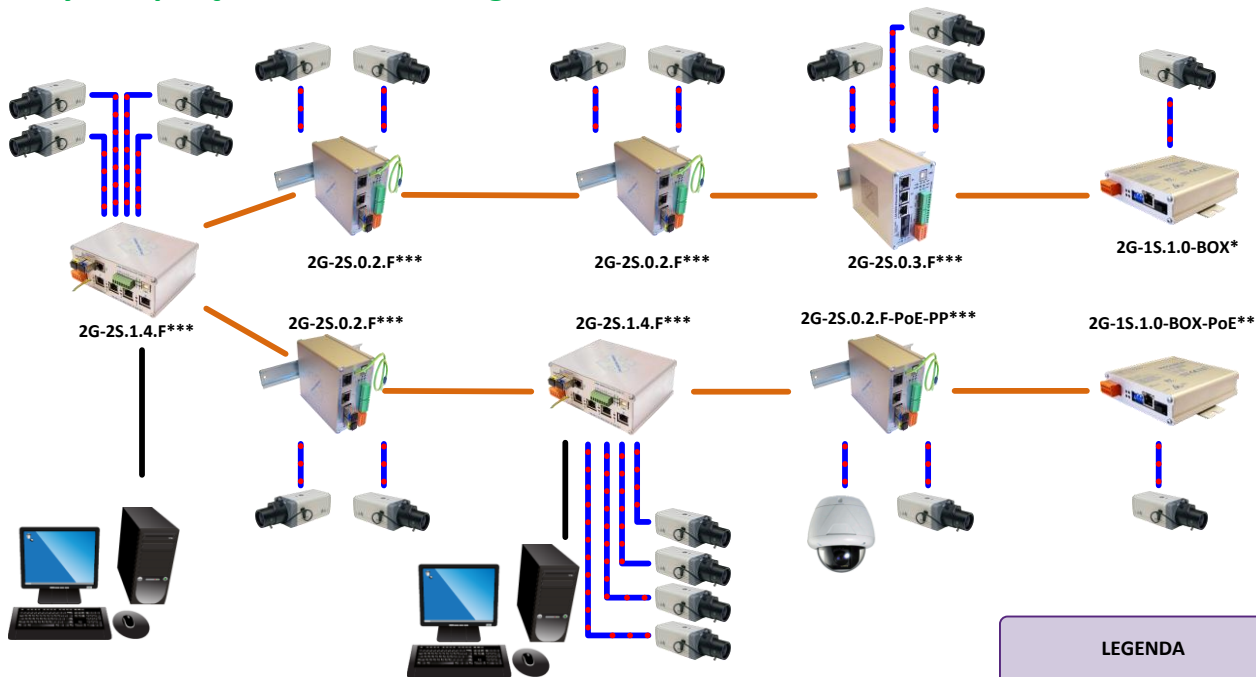 2G-2S.0.2.F***
2G-2S.0.2.F***
2G-2S.0.3.F***
2G-1S.1.0-BOX*
2G-2S.1.4.F***
2G-2S.0.2.F***
2G-2S.1.4.F***
2G-2S.0.2.F-PoE-PP***
2G-1S.1.0-BOX-PoE**
LEGENDA